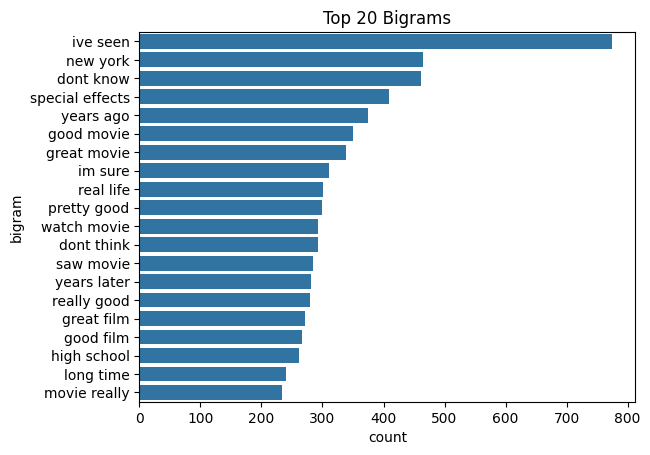 Top 20 Bigrams
ive seen
new york
dont know
special effects
years ago
good movie
great movie
im sure
real life
pretty good
watch movie
dont think
saw movie
years later
really good
great film
good film
high school
long time
movie really
bigram
0 100 200 300 400 500 600 700 800
count